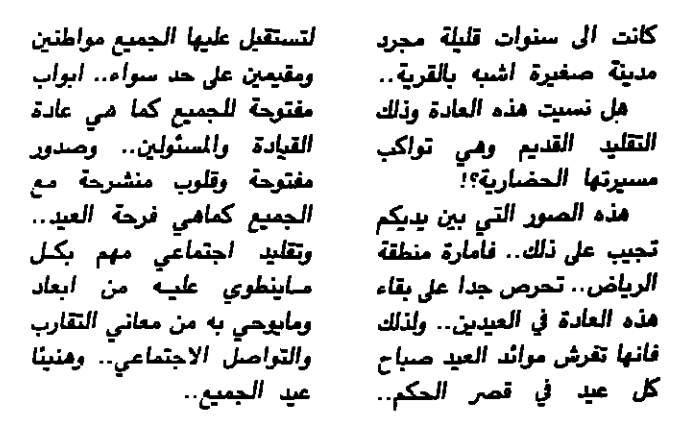 كانت الى سنوات قليلة مجرد
مدينة صغيرة اشبه بالقرية..
هل نسيت هذه العادة وذلك
التقليد القديم وهي تواكب
مسيرتها الحضارية؟!
هذه الصور التي بين يديكم
تجيب على ذلك.. فامارة منطقة
الرياض.. تحرص جدا على بقاء
هذه العادة في العيدين.. ولذلك
فانها تفرش موائد العيد صباح
كل عيد في قصر الحكم..
لتستقبل عليها الجميع مواطنين
ومقيمين على حد سواء.. ابواب
مفتوحة للجميع كما هي عادة
القيادة والمسئولين.. وصدور
مفتوحة وقلوب منشرحة مع
الجميع كماهي فرحة العيد..
وتقليد اجتماعي مهم بكل
ماينطوي عليه من ابعاد
ومايوحي به من معاني التقارب
والتواصل الاجتماعي.. وهنيئا
عيد الجميع..